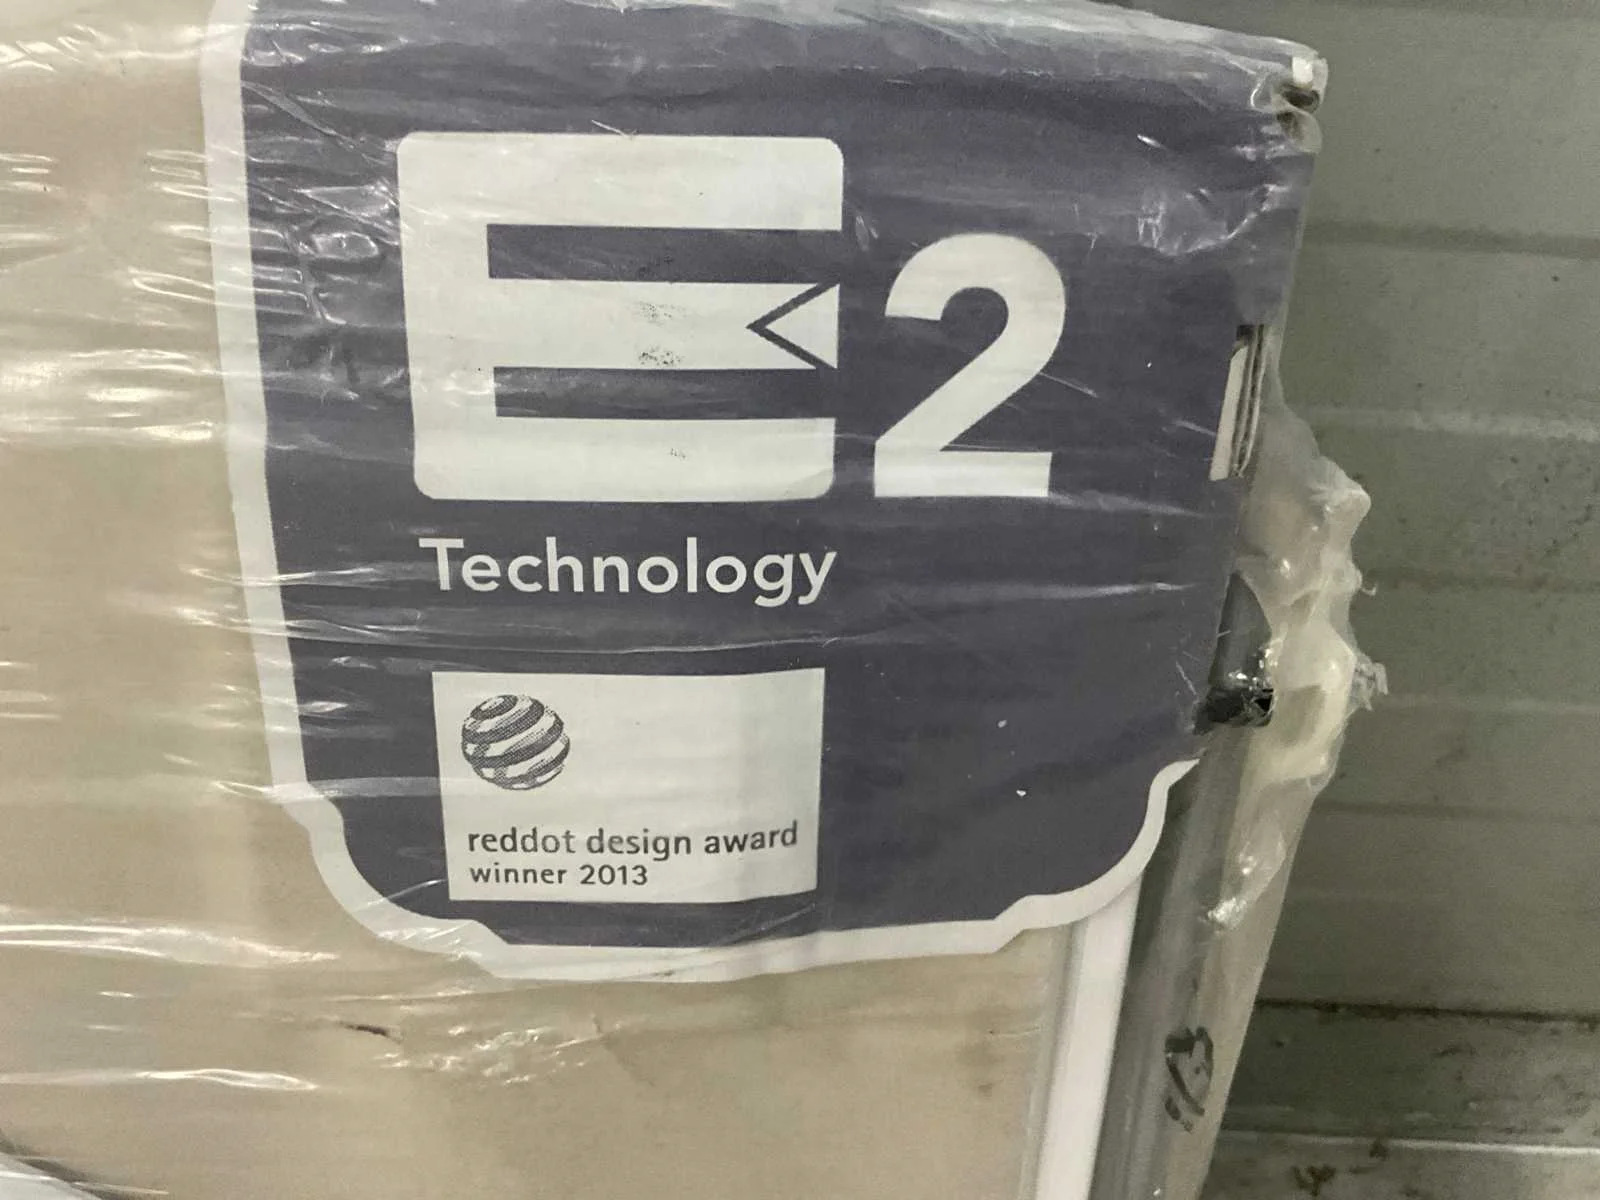 E2
Technology
reddot design award
winner 2013